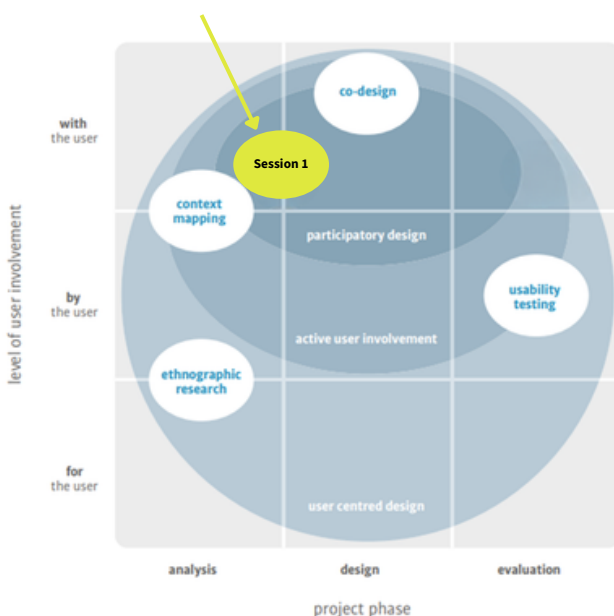 co-design
with
the user
Session 1
context
mapping
participatory design
level of user involvement
by
the user
usability
testing
active user involvement
ethnographic
research
for
the user
user centred design
analysis
design
evaluation
project phase